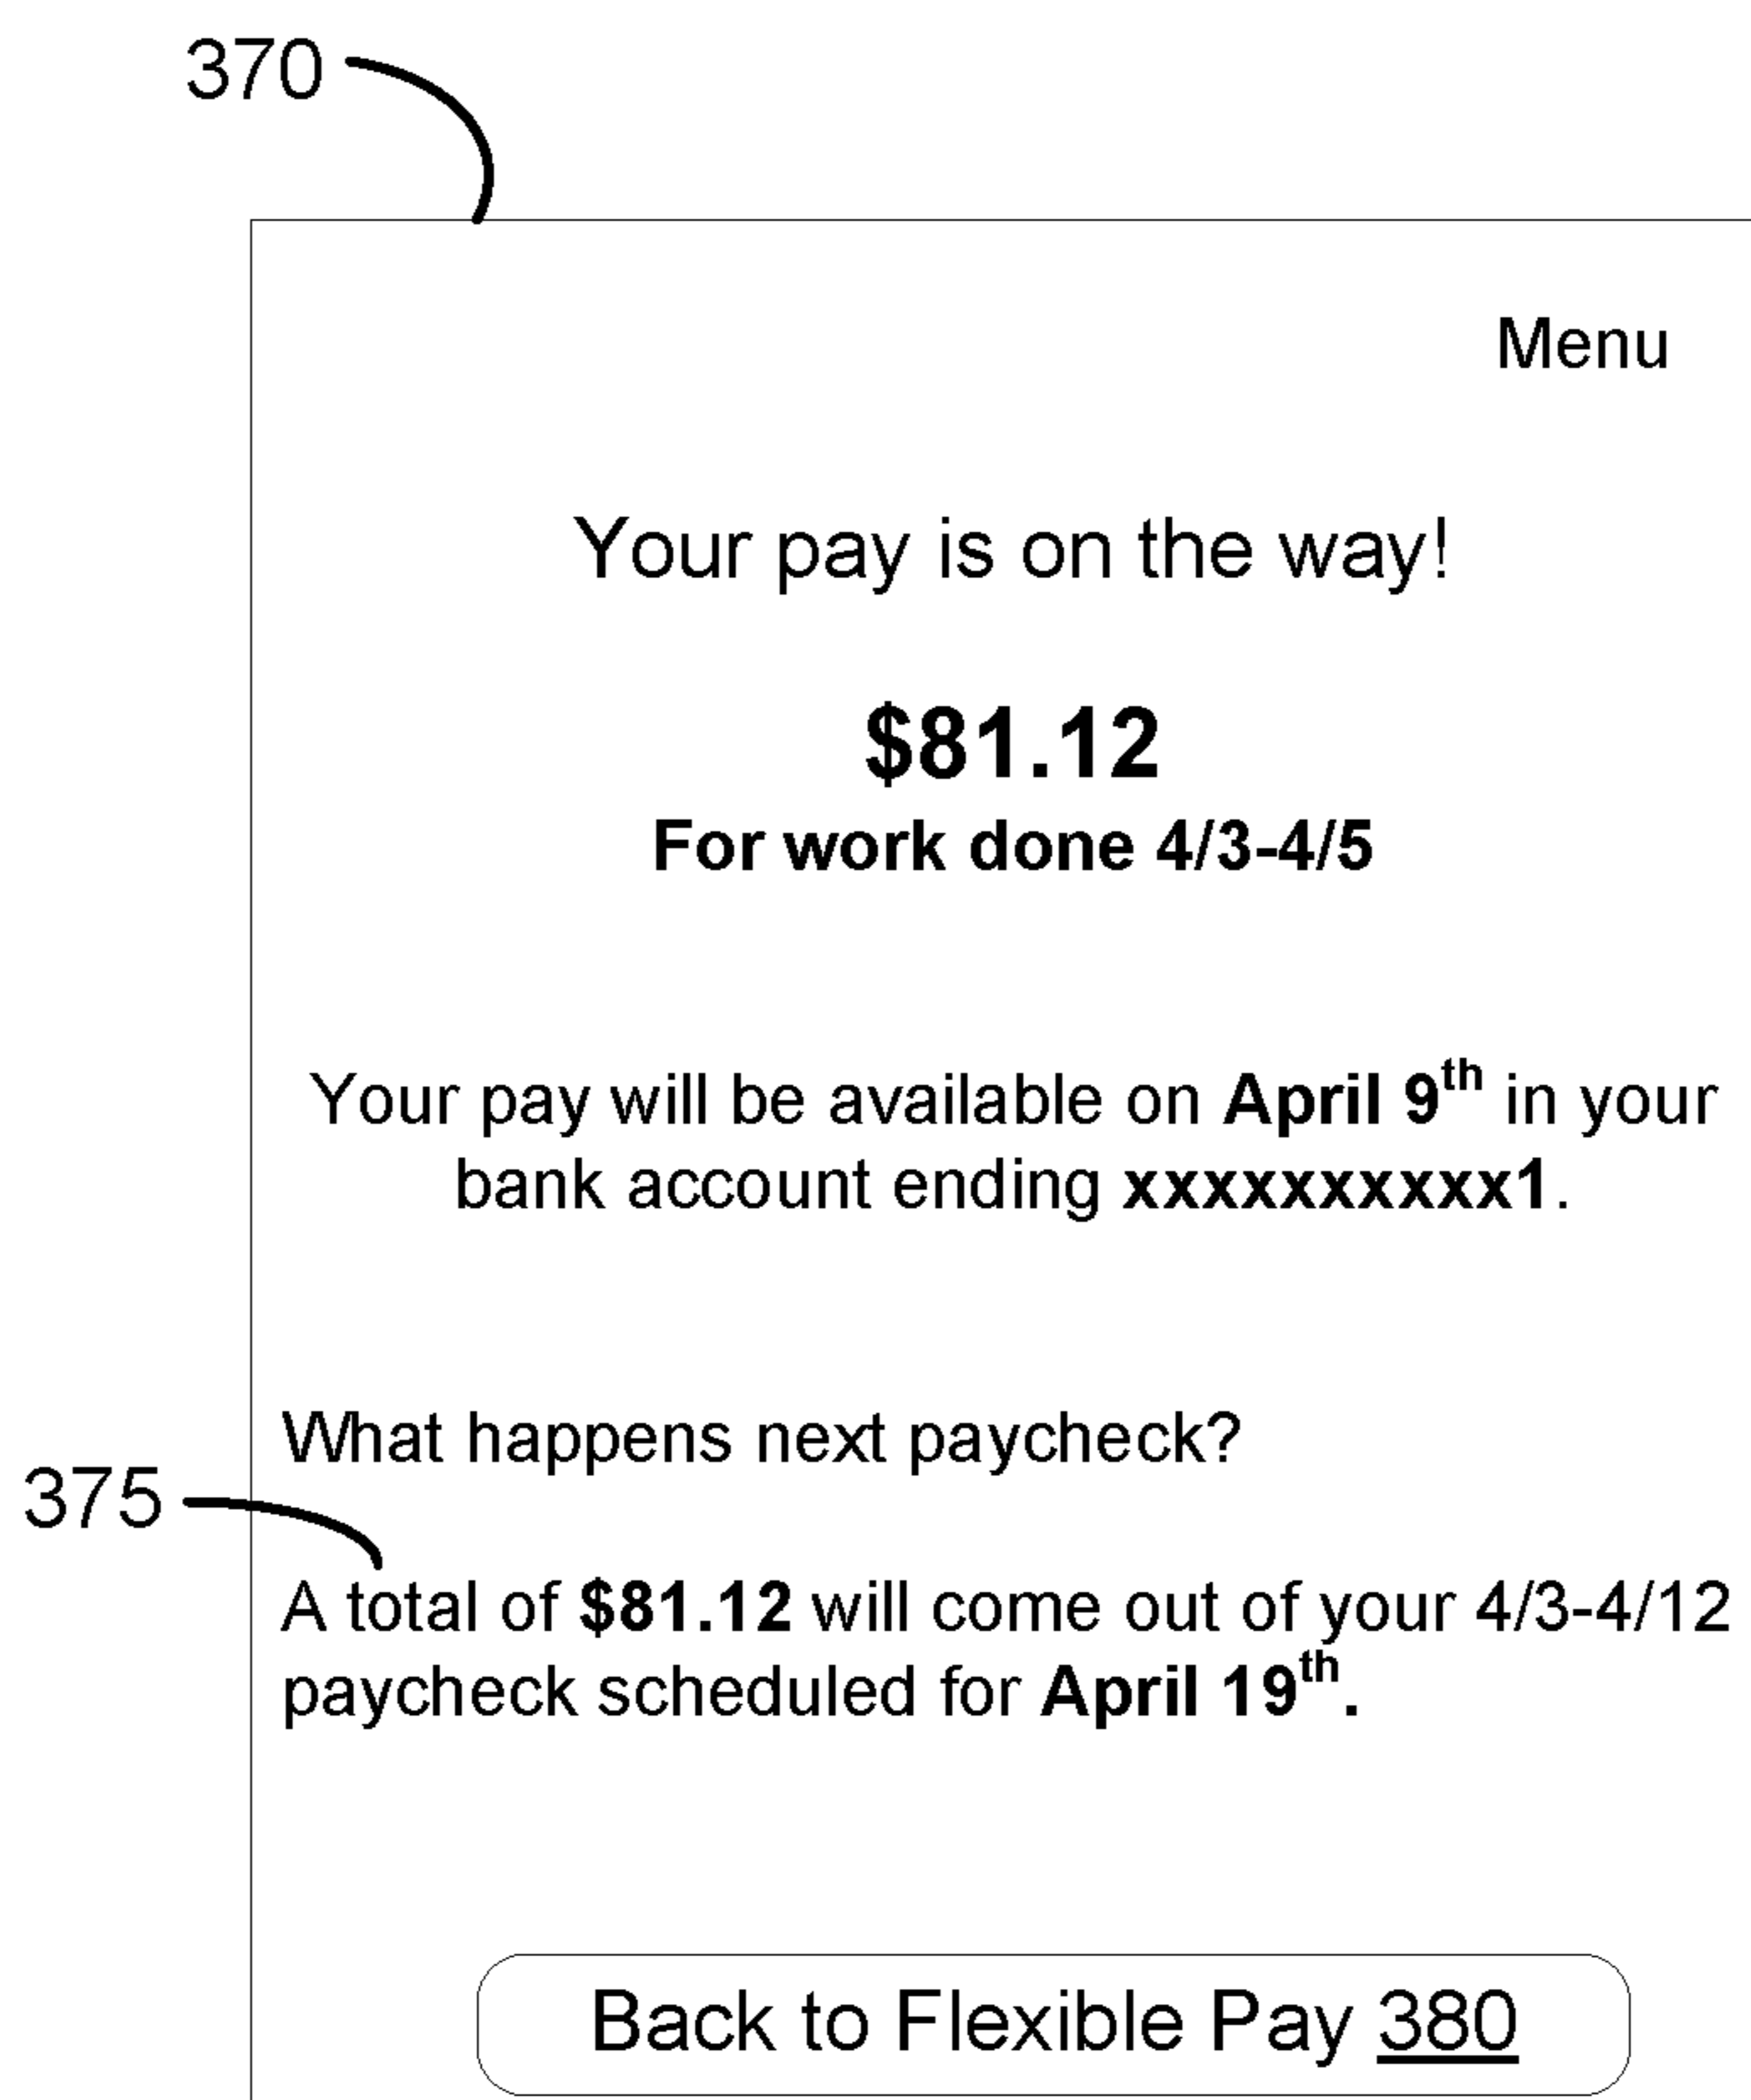 370
Menu
Your pay is on the way!
$81.12
For work done 4/3-4/5
Your pay will be available on April 9th in your
bank account ending xxxxxxxxxx1.
What happens next paycheck?
375
A total of $81.12 will come out of your 4/3-4/12
paycheck scheduled for April 19th.
Back to Flexible Pay 380